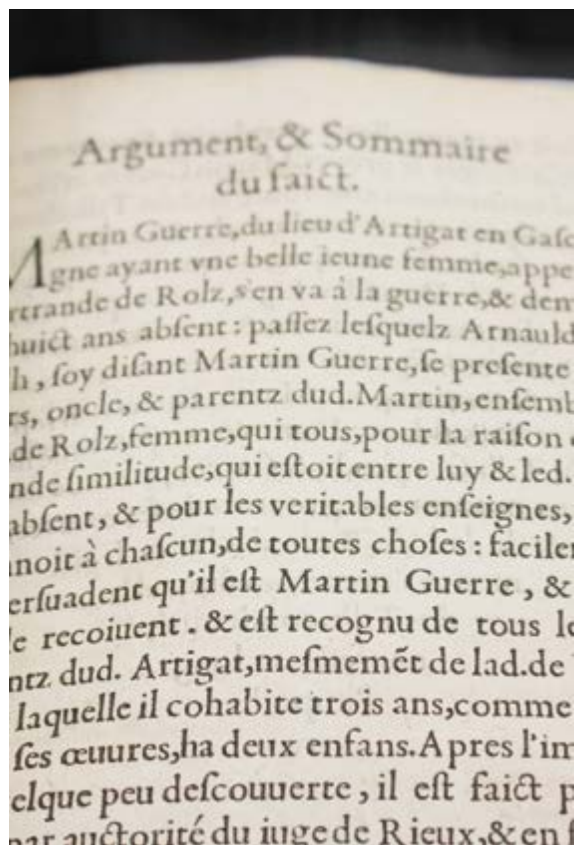 Argument, & Sommaire
du faict.
MArtin Guerre,du lieu d'Artigat en Gasc
gne ayant vne belle ieune femme,appe
rtrande de Rolz,s'en va à la guerre,& dem
huict ans absent : passez lesquelz Arnauld
h , soy disant Martin Guerre,se presente
rs, oncle, & parentz dud.Martin,ensemb
de Rolz,femme,qui tous,pour la raison
nde similitude,qui estoit entre luy & led.
absent, & pour les veritables enseignes,
noit à chascun,de toutes choses : facile
ersuadent qu'il est Martin Guerre , &
le recoiuent . & est recognu de tous le
ntz dud. Artigat,mesmemẽt de lad.de
laquelle il cohabite trois ans,comme
ses œuures,ha deux enfans.Apres l'im
elque peu descouuerte , il est faict p
par auctorité du iuge de Rieux,& en f